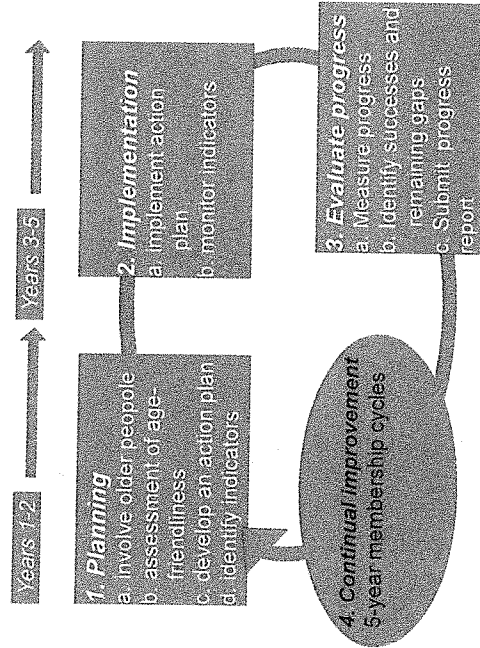 Years 1-2
Years 3-5
1. Planning
a. involve older peopole
b. assessment of age-
friendliness
c. develop an action plan
d. identify indicators
2. Implementation
a. implement action
plan
b. monitor indicators
3. Evaluate progress
a. Measure progress
b. Identify successes and
remaining gaps
c. Submit progress
report
4. Continual improvement
5-year membership cycles